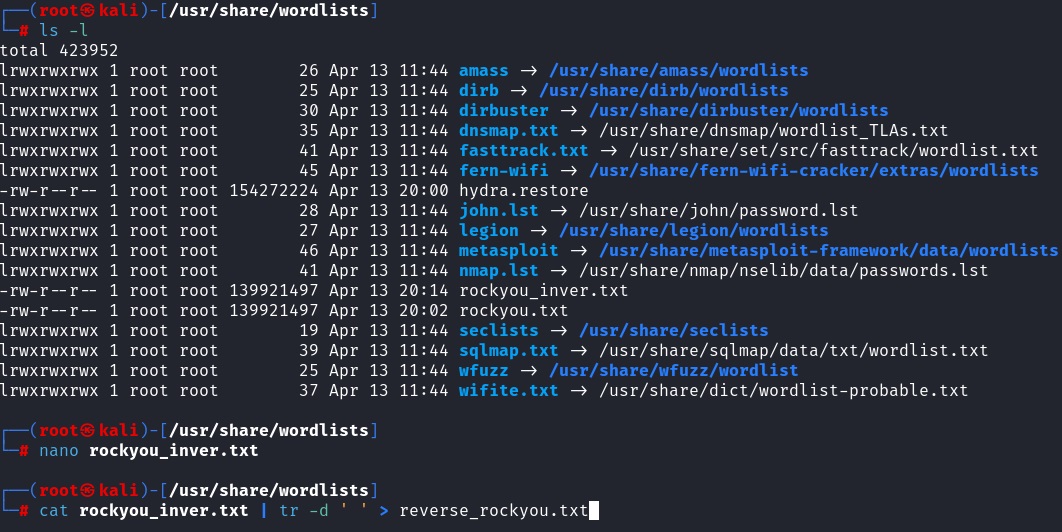 ┌──(root㉿kali)-[/usr/share/wordlists]
└─# ls -l
total 423952
lrwxrwxrwx 1 root root        26 Apr 13 11:44 amass -> /usr/share/amass/wordlists
lrwxrwxrwx 1 root root        25 Apr 13 11:44 dirb -> /usr/share/dirb/wordlists
lrwxrwxrwx 1 root root        30 Apr 13 11:44 dirbuster -> /usr/share/dirbuster/wordlists
lrwxrwxrwx 1 root root        35 Apr 13 11:44 dnsmap.txt -> /usr/share/dnsmap/wordlist_TLAs.txt
lrwxrwxrwx 1 root root        41 Apr 13 11:44 fasttrack.txt -> /usr/share/set/src/fasttrack/wordlist.txt
lrwxrwxrwx 1 root root        45 Apr 13 11:44 fern-wifi -> /usr/share/fern-wifi-cracker/extras/wordlists
-rw-r--r-- 1 root root 154272224 Apr 13 20:00 hydra.restore
lrwxrwxrwx 1 root root        28 Apr 13 11:44 john.lst -> /usr/share/john/password.lst
lrwxrwxrwx 1 root root        27 Apr 13 11:44 legion -> /usr/share/legion/wordlists
lrwxrwxrwx 1 root root        46 Apr 13 11:44 metasploit -> /usr/share/metasploit-framework/data/wordlists
lrwxrwxrwx 1 root root        41 Apr 13 11:44 nmap.lst -> /usr/share/nmap/nselib/data/passwords.lst
-rw-r--r-- 1 root root 139921497 Apr 13 20:14 rockyou_inver.txt
-rw-r--r-- 1 root root 139921497 Apr 13 20:02 rockyou.txt
lrwxrwxrwx 1 root root        19 Apr 13 11:44 seclists -> /usr/share/seclists
lrwxrwxrwx 1 root root        39 Apr 13 11:44 sqlmap.txt -> /usr/share/sqlmap/data/txt/wordlist.txt
lrwxrwxrwx 1 root root        25 Apr 13 11:44 wfuzz -> /usr/share/wfuzz/wordlist
lrwxrwxrwx 1 root root        37 Apr 13 11:44 wifite.txt -> /usr/share/dict/wordlist-probable.txt
┌──(root㉿kali)-[/usr/share/wordlists]
└─# nano rockyou_inver.txt
┌──(root㉿kali)-[/usr/share/wordlists]
└─# cat rockyou_inver.txt | tr -d ' ' > reverse_rockyou.txt